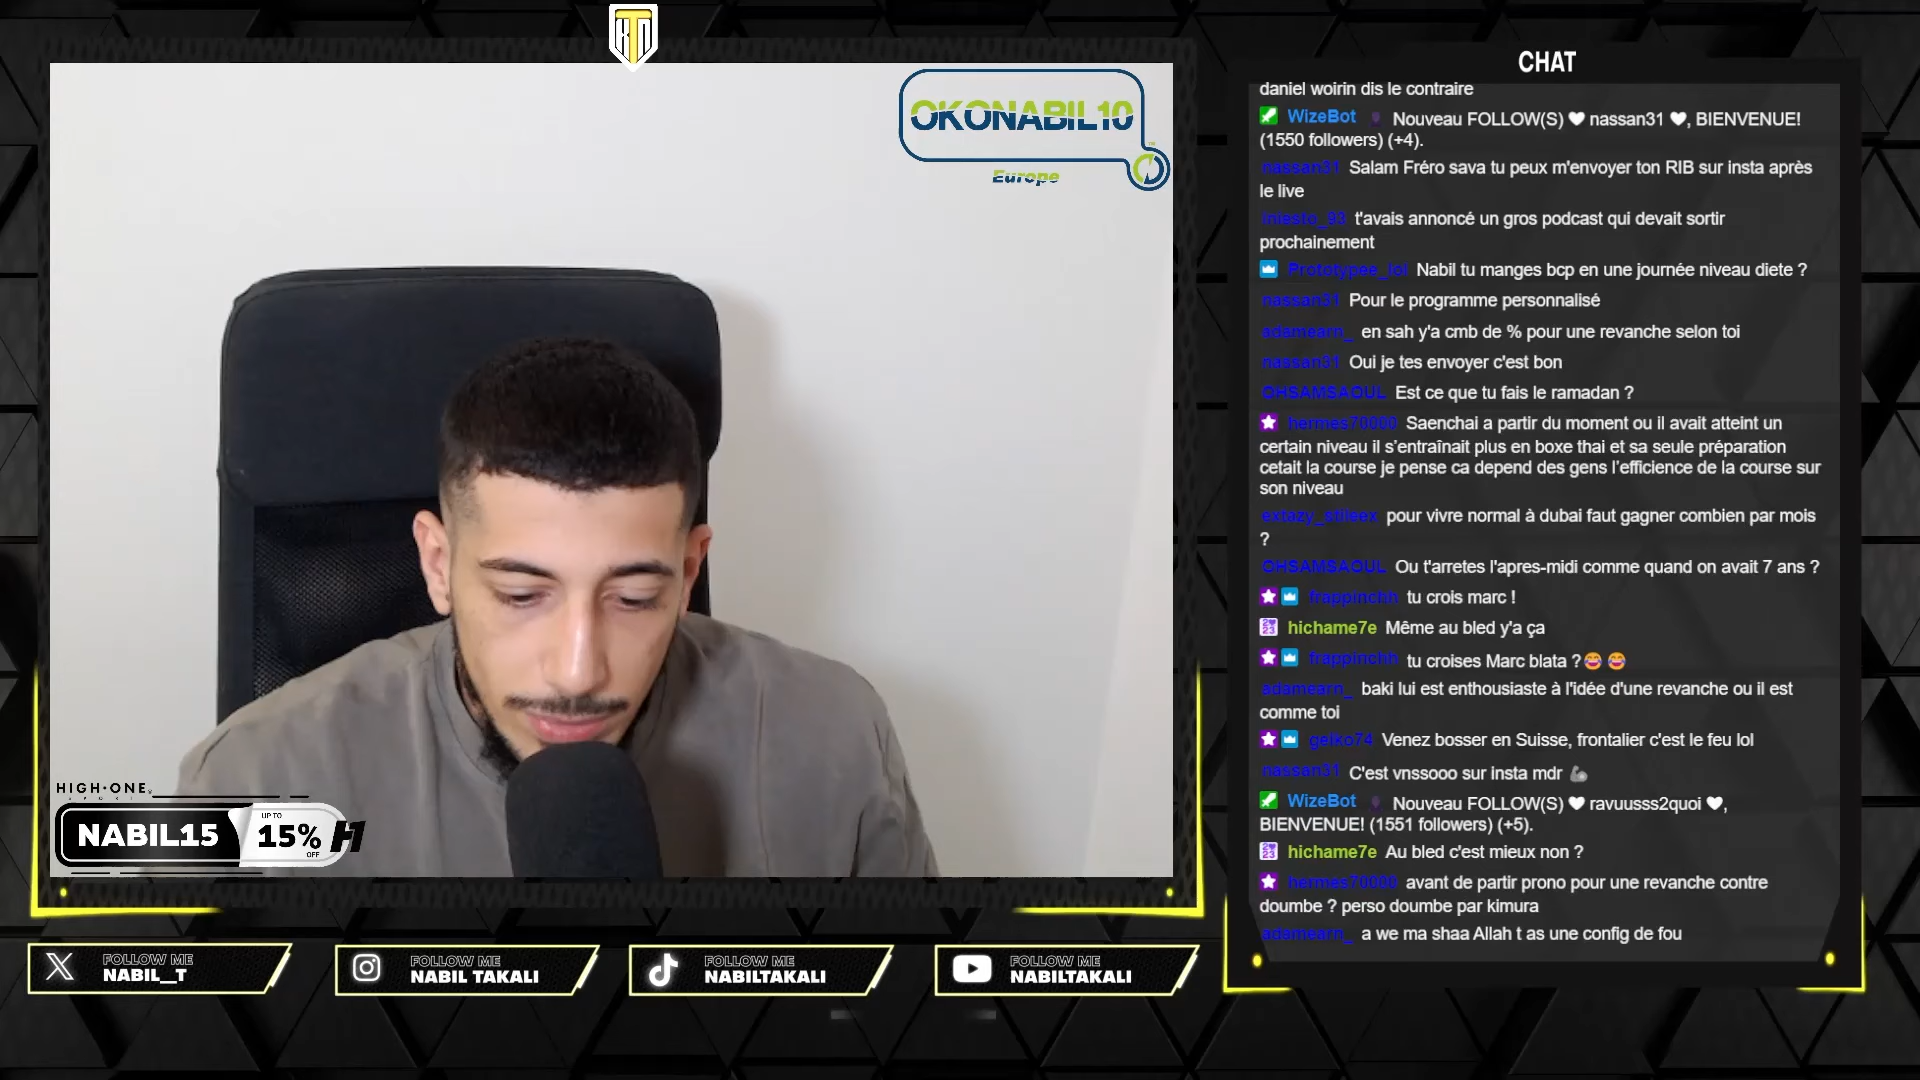 OKONABIL10
Europe
HIGH·ONE
SPORT
NABIL15
UP TO
15%
OFF
H1
FOLLOW ME
NABIL__T
FOLLOW ME
NABIL TAKALI
FOLLOW ME
NABILTAKALI
FOLLOW ME
NABILTAKALI
CHAT
daniel woirin dis le contraire
WizeBot Nouveau FOLLOW(S) 🤍 nassan31 🤍, BIENVENUE!
(1550 followers) (+4).
nassan31 Salam Fréro sava tu peux m'envoyer ton RIB sur insta après
le live
iniesto_93 t'avais annoncé un gros podcast qui devait sortir
prochainement
Prototypee_lol Nabil tu manges bcp en une journée niveau diete ?
nassan31 Pour le programme personnalisé
adamearn_ en sah y'a cmb de % pour une revanche selon toi
nassan31 Oui je tes envoyer c'est bon
OHSAMSAOUL Est ce que tu fais le ramadan ?
hermes70000 Saenchai a partir du moment ou il avait atteint un
certain niveau il s'entraînait plus en boxe thai et sa seule préparation
cetait la course je pense ca depend des gens l'efficience de la course sur
son niveau
extazy_stileex pour vivre normal à dubai faut gagner combien par mois
?
OHSAMSAOUL Ou t'arretes l'apres-midi comme quand on avait 7 ans ?
frappinchh tu crois marc !
hichame7e Même au bled y'a ça
frappinchh tu croises Marc blata ?😂 😂
adamearn_ baki lui est enthousiaste à l'idée d'une revanche ou il est
comme toi
gelko74 Venez bosser en Suisse, frontalier c'est le feu lol
nassan31 C'est vnssooo sur insta mdr 🦾
WizeBot Nouveau FOLLOW(S) 🤍 ravuusss2quoi 🤍,
BIENVENUE! (1551 followers) (+5).
hichame7e Au bled c'est mieux non ?
hermes70000 avant de partir prono pour une revanche contre
doumbe ? perso doumbe par kimura
adamearn_ a we ma shaa Allah t as une config de fou